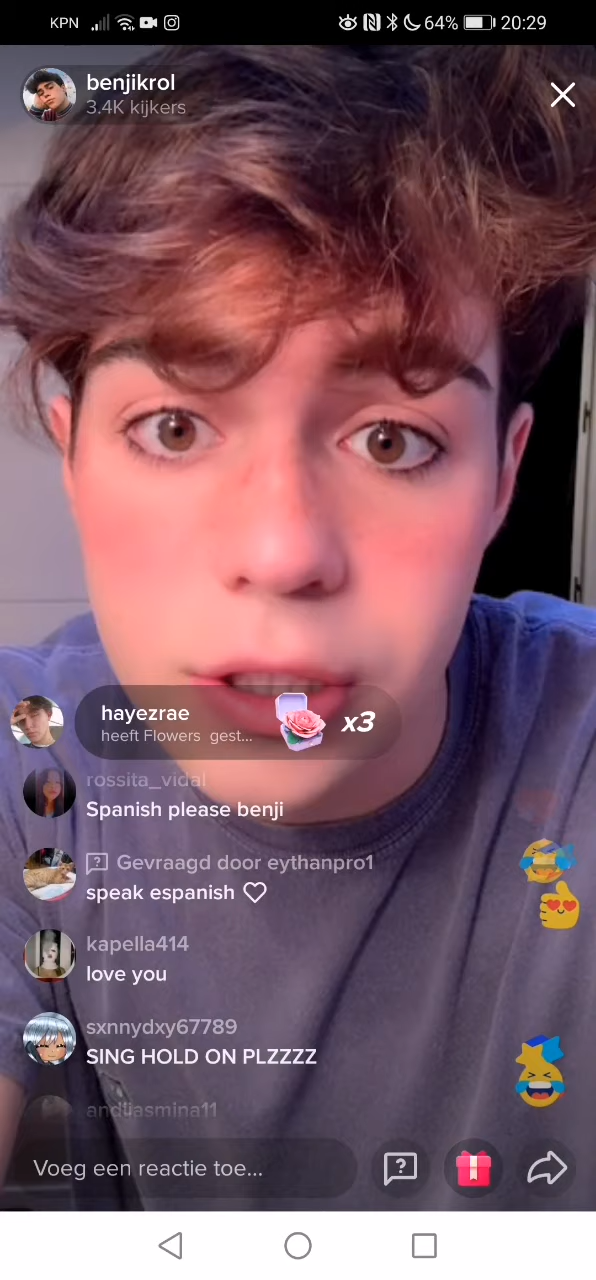 KPN 64% 20:29
benjikrol
3.4K kijkers
hayezrae
heeft Flowers gest...
x3
rossita_vidal
Spanish please benji
Gevraagd door eythanpro1
speak espanish ♡
kapella414
love you
sxnnydxy67789
SING HOLD ON PLZZZZ
andliasmina11
Voeg een reactie toe...